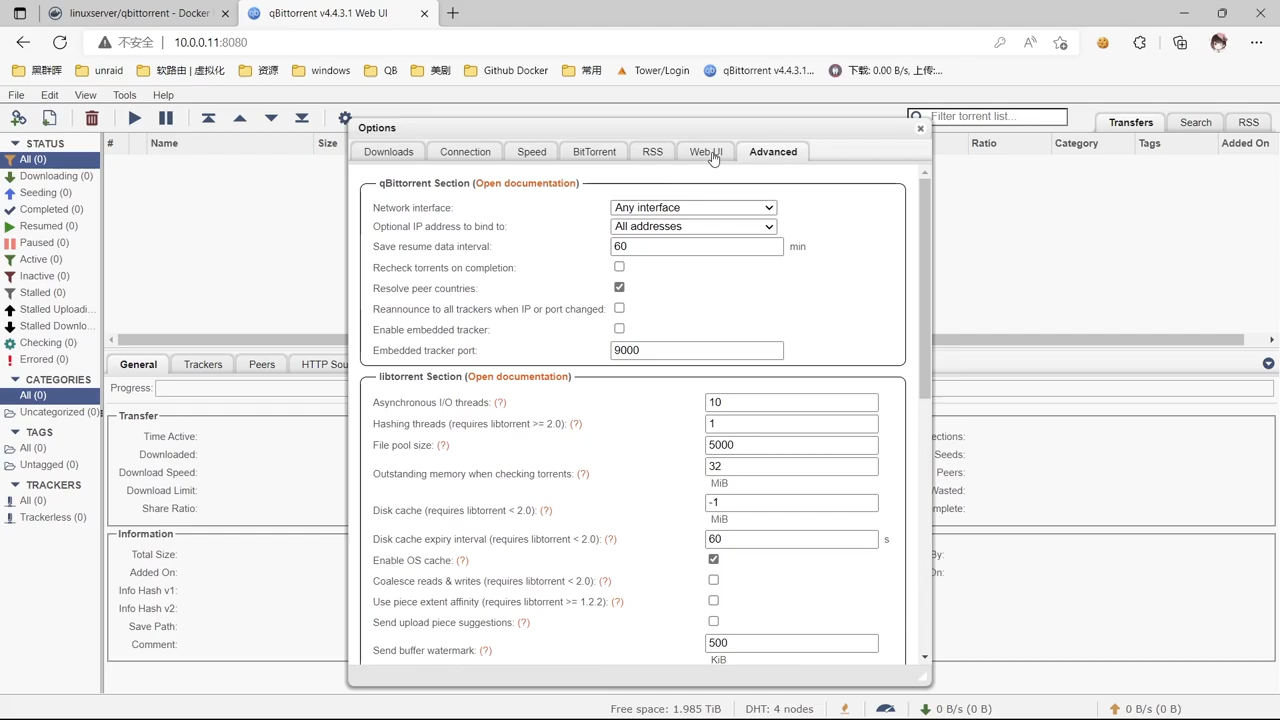 linuxserver/qbittorrent - Docker
qBittorrent v4.4.3.1 Web UI
不安全
10.0.0.11:8080
黑群晖
unraid
软路由 | 虚拟化
资源
windows
QB
美剧
Github Docker
常用
Tower/Login
qBittorrent v4.4.3.1...
下载: 0.00 B/s, 上传:...
File Edit View Tools Help
Filter torrent list...
Transfers Search RSS
# Name Size
Ratio Category Tags Added On
STATUS
All (0)
Downloading (0)
Seeding (0)
Completed (0)
Resumed (0)
Paused (0)
Active (0)
Inactive (0)
Stalled (0)
Stalled Uploadi...
Stalled Downlo...
Checking (0)
Errored (0)
CATEGORIES
All (0)
Uncategorized (0)
TAGS
All (0)
Untagged (0)
TRACKERS
All (0)
Trackerless (0)
General Trackers Peers HTTP Sou
Progress:
Transfer
Time Active:
Downloaded:
Download Speed:
Download Limit:
Share Ratio:
ections:
Seeds:
Peers:
Wasted:
mplete:
Information
Total Size:
Added On:
Info Hash v1:
Info Hash v2:
Save Path:
Comment:
By:
On:
Options
Downloads Connection Speed BitTorrent RSS Web UI Advanced
qBittorrent Section (Open documentation)
Network interface: Any interface
Optional IP address to bind to: All addresses
Save resume data interval: 60 min
Recheck torrents on completion:
Resolve peer countries:
Reannounce to all trackers when IP or port changed:
Enable embedded tracker:
Embedded tracker port: 9000
libtorrent Section (Open documentation)
Asynchronous I/O threads: (?) 10
Hashing threads (requires libtorrent >= 2.0): (?) 1
File pool size: (?) 5000
Outstanding memory when checking torrents: (?) 32
MiB
Disk cache (requires libtorrent < 2.0): (?) -1
MiB
Disk cache expiry interval (requires libtorrent < 2.0): (?) 60 s
Enable OS cache: (?)
Coalesce reads & writes (requires libtorrent < 2.0): (?)
Use piece extent affinity (requires libtorrent >= 1.2.2): (?)
Send upload piece suggestions: (?)
Send buffer watermark: (?) 500
KiB
Free space: 1.985 TiB
DHT: 4 nodes
0 B/s (0 B)
0 B/s (0 B)